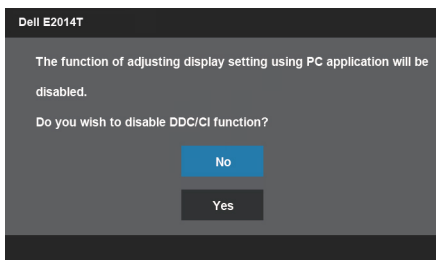 Dell E2014T
The function of adjusting display setting using PC application will be
disabled.
Do you wish to disable DDC/CI function?
No
Yes